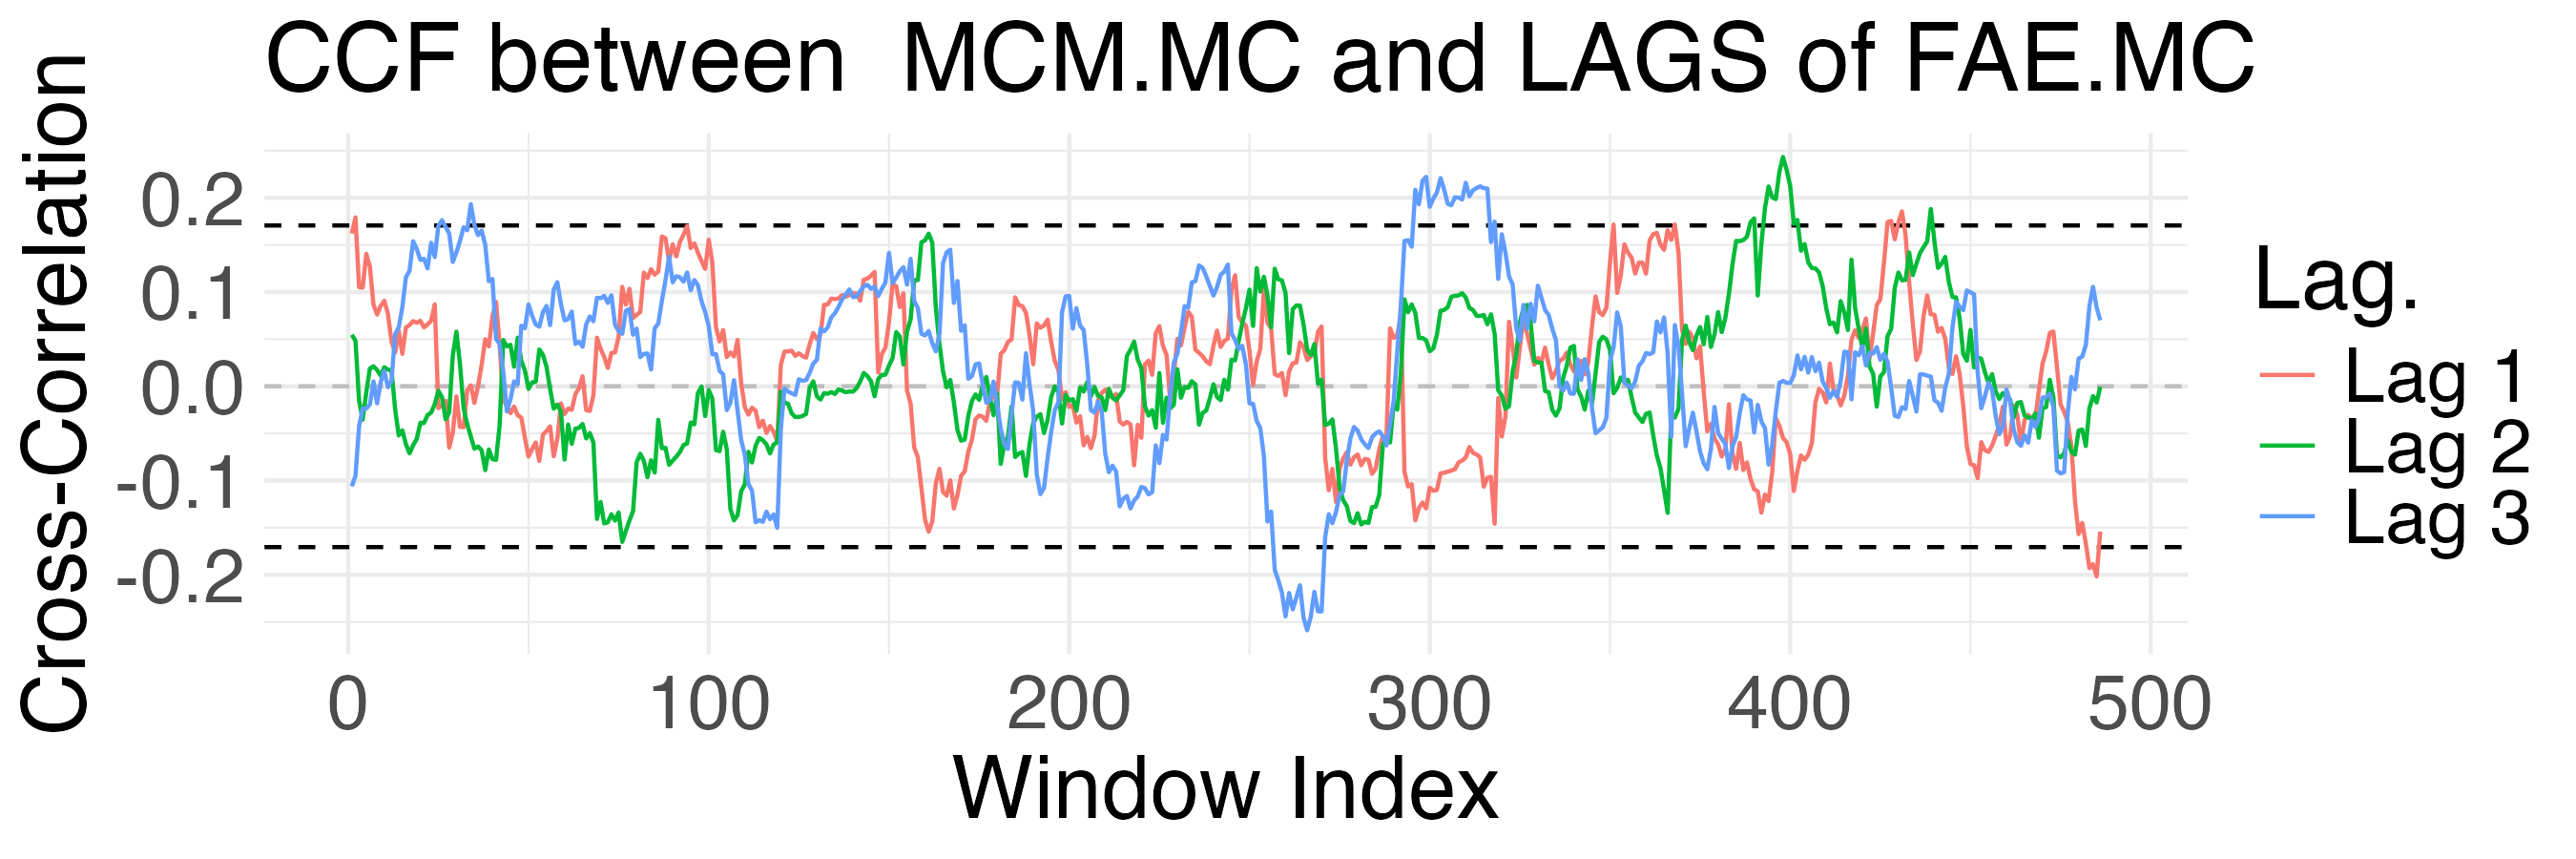 CCF between  MCM.MC and LAGS of FAE.MC
Cross-Correlation
0.2
0.1
0.0
-0.1
-0.2
0 100 200 300 400 500
Window Index
Lag.
Lag 1
Lag 2
Lag 3